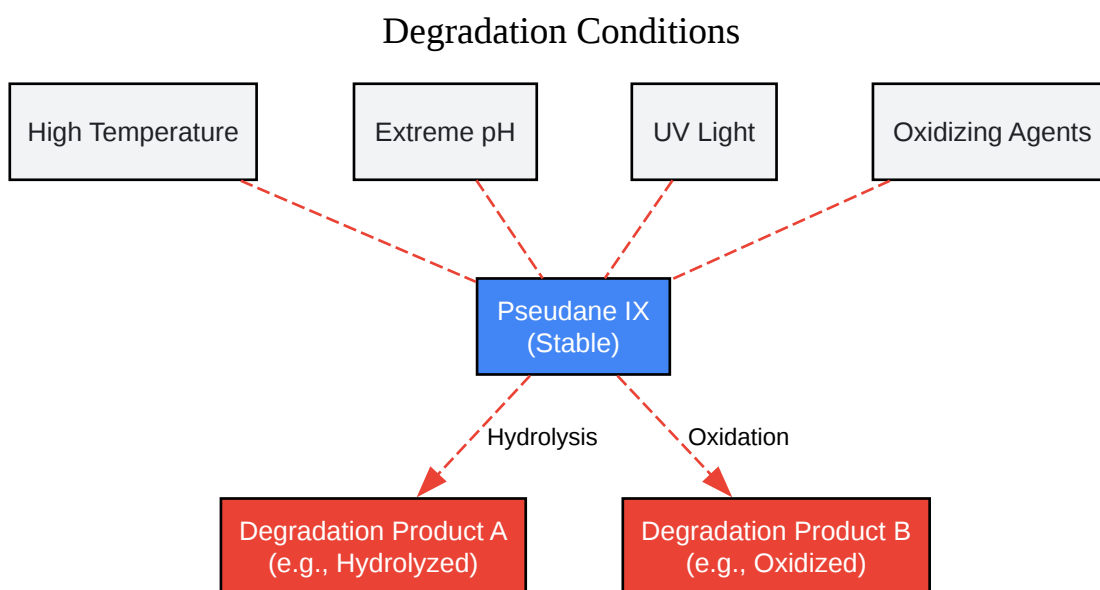 Degradation Conditions
High Temperature
Extreme pH
UV Light
Oxidizing Agents
Pseudane IX
(Stable)
Hydrolysis
Oxidation
Degradation Product A
(e.g., Hydrolyzed)
Degradation Product B
(e.g., Oxidized)